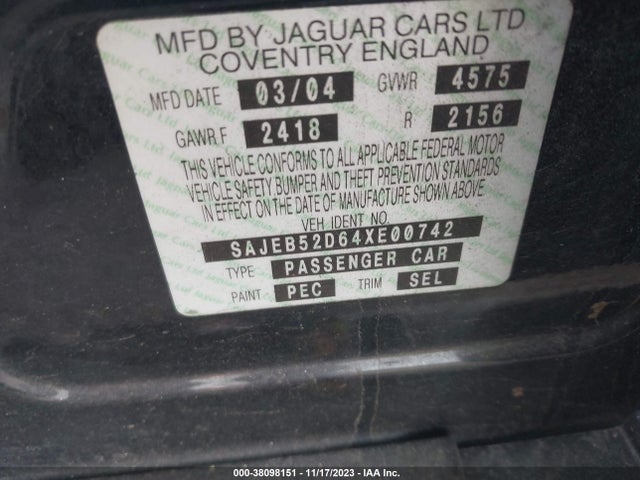 MFD BY JAGUAR CARS LTD
COVENTRY ENGLAND
MFD DATE 03/04 GVWR 4575
GAWR.F 2418 R 2156
THIS VEHICLE CONFORMS TO ALL APPLICABLE FEDERAL MOTOR
VEHICLE SAFETY BUMPER AND THEFT PREVENTION STANDARDS
IN EFFECT ON THE DATE OF MANUFACTURE SHOWN ABOVE.
VEH IDENT NO.
SAJEB52D64XE00742
TYPE PASSENGER CAR
PAINT PEC TRIM SEL
000-38098151 — 11/17/2023 — IAA Inc.